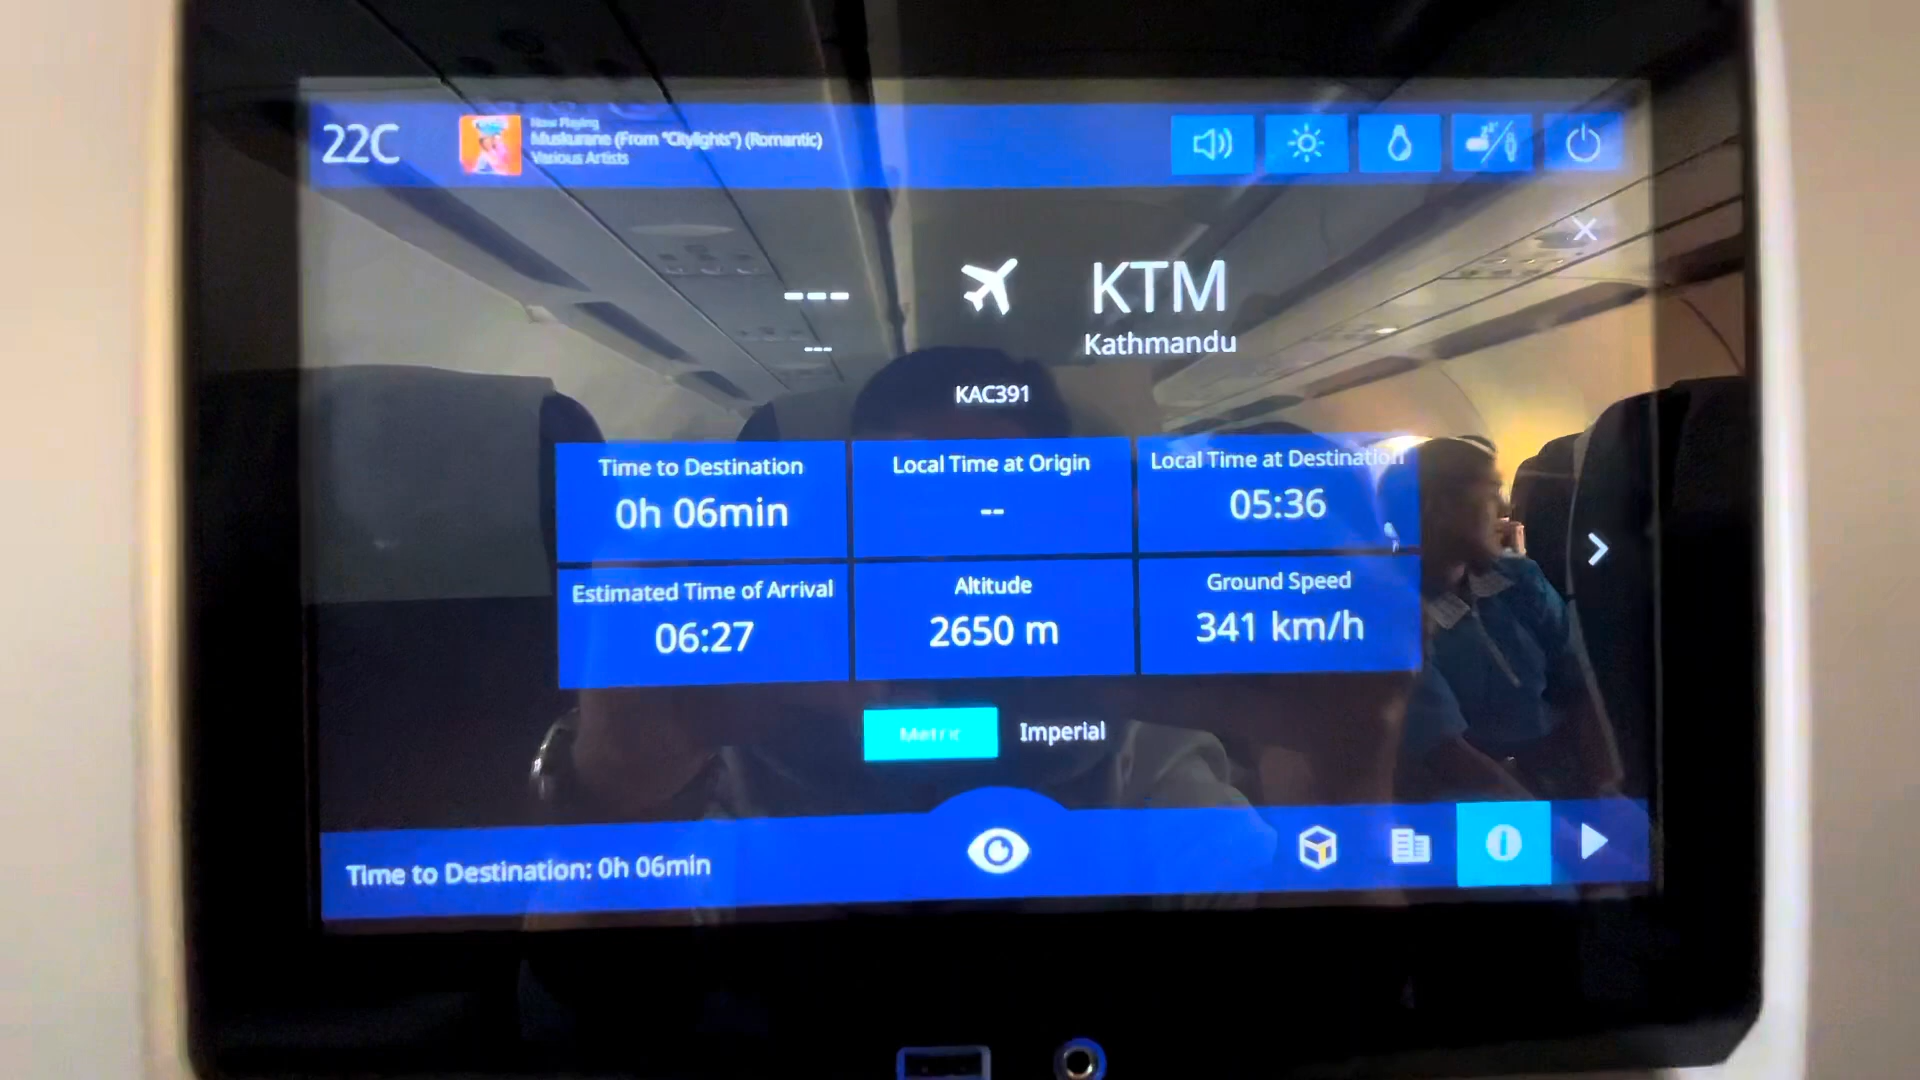 22C
Now Playing
Muskurane (From "Citylights") (Romantic)
Various Artists
---
KTM
---
Kathmandu
KAC391
Time to Destination
0h 06min
Local Time at Origin
--
Local Time at Destination
05:36
Estimated Time of Arrival
06:27
Altitude
2650 m
Ground Speed
341 km/h
Metric
Imperial
Time to Destination: 0h 06min